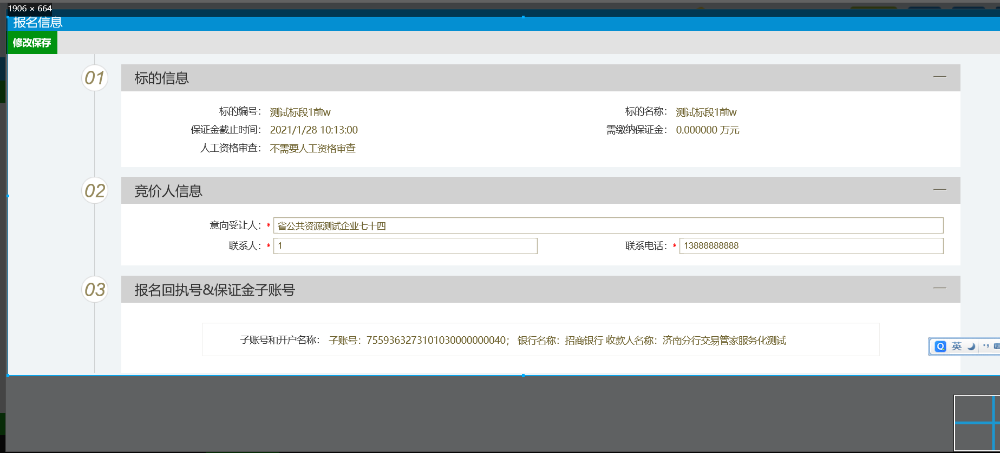 1906 × 664
报名信息
修改保存
01 标的信息
标的编号： 测试标段1前w 标的名称： 测试标段1前w
保证金截止时间： 2021/1/28 10:13:00 需缴纳保证金： 0.000000 万元
人工资格审查： 不需要人工资格审查
02 竞价人信息
意向受让人：* 省公共资源测试企业七十四
联系人：* 1 联系电话：* 13888888888
03 报名回执号&保证金子账号
子账号和开户名称： 子账号：7559363273101030000000040； 银行名称：招商银行 收款人名称：济南分行交易管家服务化测试
英